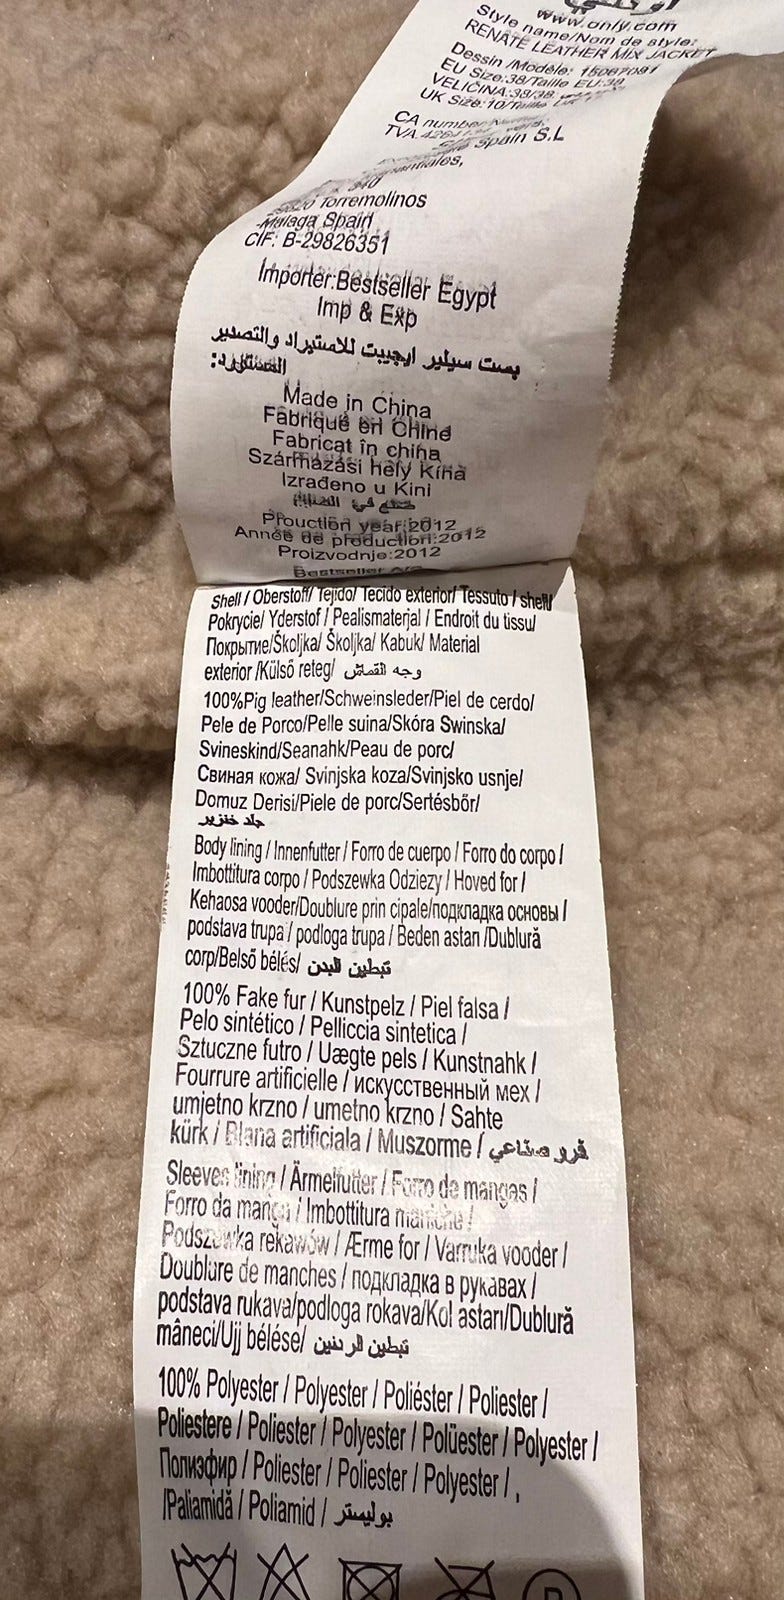 www.only.com
Style name/Nom de style:
RENATE LEATHER MIX JACKET
Dessin /Modéle: 15067091
EU Size:38/Taille EU:38
VELIČINA:38/38
UK Size:10/Taille
CA number
TVA
Spain S.L
Torremolinos
Malaga Spain
CIF: B-29826351
Importer:Bestseller Egypt
Imp & Exp
بست سيلير ايجيبت للاستيراد والتصدير
المستورد:
Made in China
Fabriqué en Chine
Fabricat în china
Származási hely Kína
Izrađeno u Kini
صنع في الصين
Prouction year:2012
Année de production:2012
Proizvodnje:2012
Bestseller A/S
Shell / Oberstoff/ Tejido/ Tecido exterior/ Tessuto / shell/
Pokrycie/ Yderstof / Pealismaterjal / Endroit du tissu/
Покрытие/Školjka/ Školjka/ Kabuk/ Material
exterior /Külső reteg/ وجه القماش
100%Pig leather/Schweinsleder/Piel de cerdo/
Pele de Porco/Pelle suina/Skóra Swinska/
Svineskind/Seanahk/Peau de porc/
Свиная кожа/ Svinjska koza/Svinjsko usnje/
Domuz Derisi/Piele de porc/Sertésbőr/
جلد خنزير
Body lining / Innenfutter / Forro de cuerpo / Forro do corpo /
Imbottitura corpo / Podszewka Odziezy / Hoved for /
Kehaosa vooder/Doublure prin cipale/подкладка основы /
podstava trupa / podloga trupa / Beden astarı /Dublură
corp/Belső bélés/ تبطين البدن
100% Fake fur / Kunstpelz / Piel falsa /
Pelo sintético / Pelliccia sintetica /
Sztuczne futro / Uægte pels / Kunstnahk /
Fourrure artificielle / искусственный мех /
umjetno krzno / umetno krzno / Sahte
kürk / Blana artificiala / Muszorme / فرو صناعي
Sleeves lining / Ärmelfutter / Forro de mangas /
Forro da manga / Imbottitura maniche /
Podszewka rekawów / Ærme for / Varruka vooder /
Doublure de manches / подкладка в рукавах /
podstava rukava/podloga rokava/Kol astarı/Dublură
mâneci/Ujj bélése/ تبطين الردنين
100% Polyester / Polyester / Poliéster / Poliester /
Poliestere / Poliester / Polyester / Polüester / Polyester /
Полиэфир / Poliester / Poliester / Polyester / ,
/Paliamidă / Poliamid / بوليستر
P